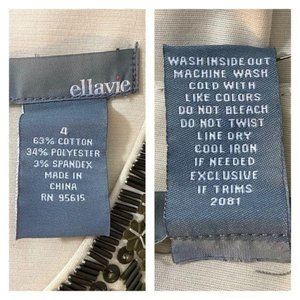 ellavie
4
63% COTTON
34% POLYESTER
3% SPANDEX
MADE IN
CHINA
RN 95615
WASH INSIDE OUT
MACHINE WASH
COLD WITH
LIKE COLORS
DO NOT BLEACH
DO NOT TWIST
LINE DRY
COOL IRON
IF NEEDED
EXCLUSIVE
IF TRIMS
2081